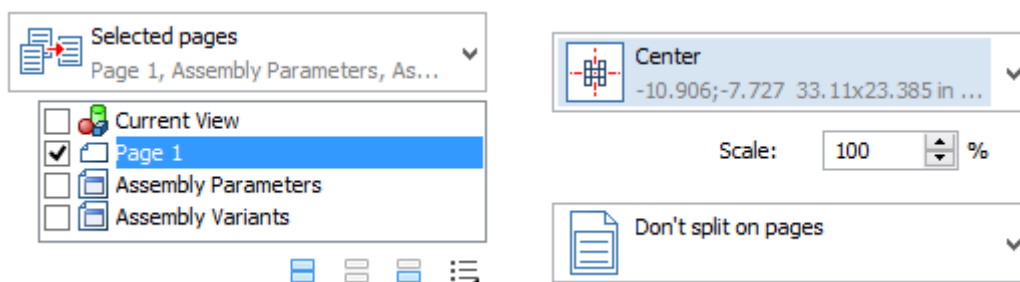 Selected pages
Page 1, Assembly Parameters, As...
Current View
Page 1
Assembly Parameters
Assembly Variants
Center
-10.906;-7.727 33.11x23.385 in ...
Scale: 100 %
Don't split on pages